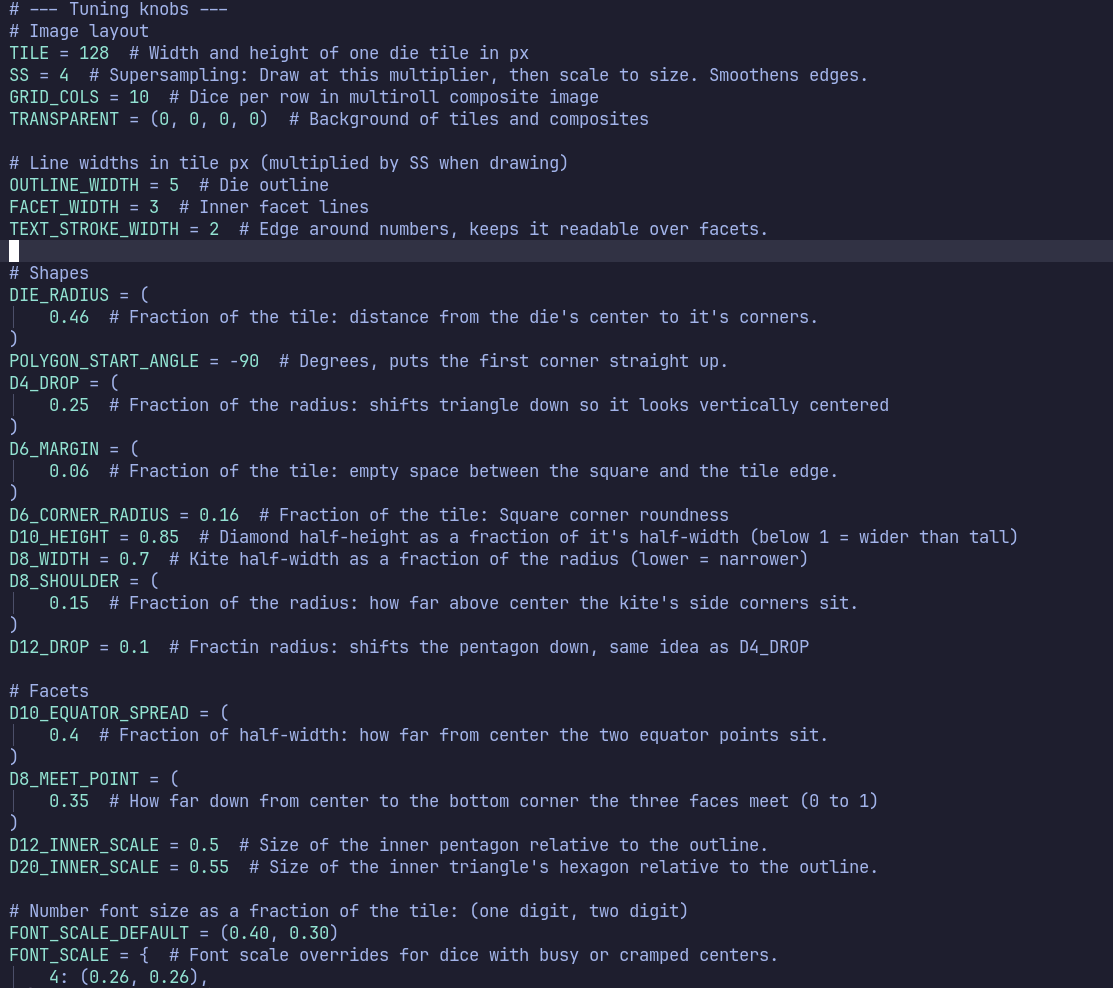 # --- Tuning knobs ---
# Image layout
TILE = 128  # Width and height of one die tile in px
SS = 4  # Supersampling: Draw at this multiplier, then scale to size. Smoothens edges.
GRID_COLS = 10  # Dice per row in multiroll composite image
TRANSPARENT = (0, 0, 0, 0)  # Background of tiles and composites

# Line widths in tile px (multiplied by SS when drawing)
OUTLINE_WIDTH = 5  # Die outline
FACET_WIDTH = 3  # Inner facet lines
TEXT_STROKE_WIDTH = 2  # Edge around numbers, keeps it readable over facets.

# Shapes
DIE_RADIUS = (
    0.46  # Fraction of the tile: distance from the die's center to it's corners.
)
POLYGON_START_ANGLE = -90  # Degrees, puts the first corner straight up.
D4_DROP = (
    0.25  # Fraction of the radius: shifts triangle down so it looks vertically centered
)
D6_MARGIN = (
    0.06  # Fraction of the tile: empty space between the square and the tile edge.
)
D6_CORNER_RADIUS = 0.16  # Fraction of the tile: Square corner roundness
D10_HEIGHT = 0.85  # Diamond half-height as a fraction of it's half-width (below 1 = wider than tall)
D8_WIDTH = 0.7  # Kite half-width as a fraction of the radius (lower = narrower)
D8_SHOULDER = (
    0.15  # Fraction of the radius: how far above center the kite's side corners sit.
)
D12_DROP = 0.1  # Fractin radius: shifts the pentagon down, same idea as D4_DROP

# Facets
D10_EQUATOR_SPREAD = (
    0.4  # Fraction of half-width: how far from center the two equator points sit.
)
D8_MEET_POINT = (
    0.35  # How far down from center to the bottom corner the three faces meet (0 to 1)
)
D12_INNER_SCALE = 0.5  # Size of the inner pentagon relative to the outline.
D20_INNER_SCALE = 0.55  # Size of the inner triangle's hexagon relative to the outline.

# Number font size as a fraction of the tile: (one digit, two digit)
FONT_SCALE_DEFAULT = (0.40, 0.30)
FONT_SCALE = {  # Font scale overrides for dice with busy or cramped centers.
    4: (0.26, 0.26),